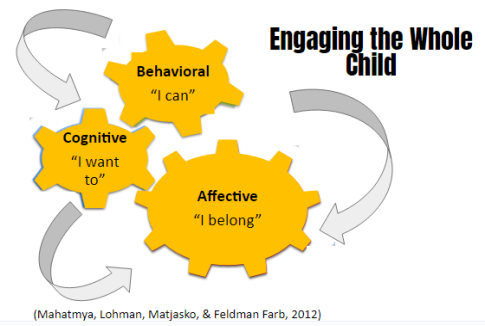 Engaging the Whole
Child
Behavioral
“I can”
Cognitive
“I want
to”
Affective
“I belong”
(Mahatmya, Lohman, Matjasko, & Feldman Farb, 2012)